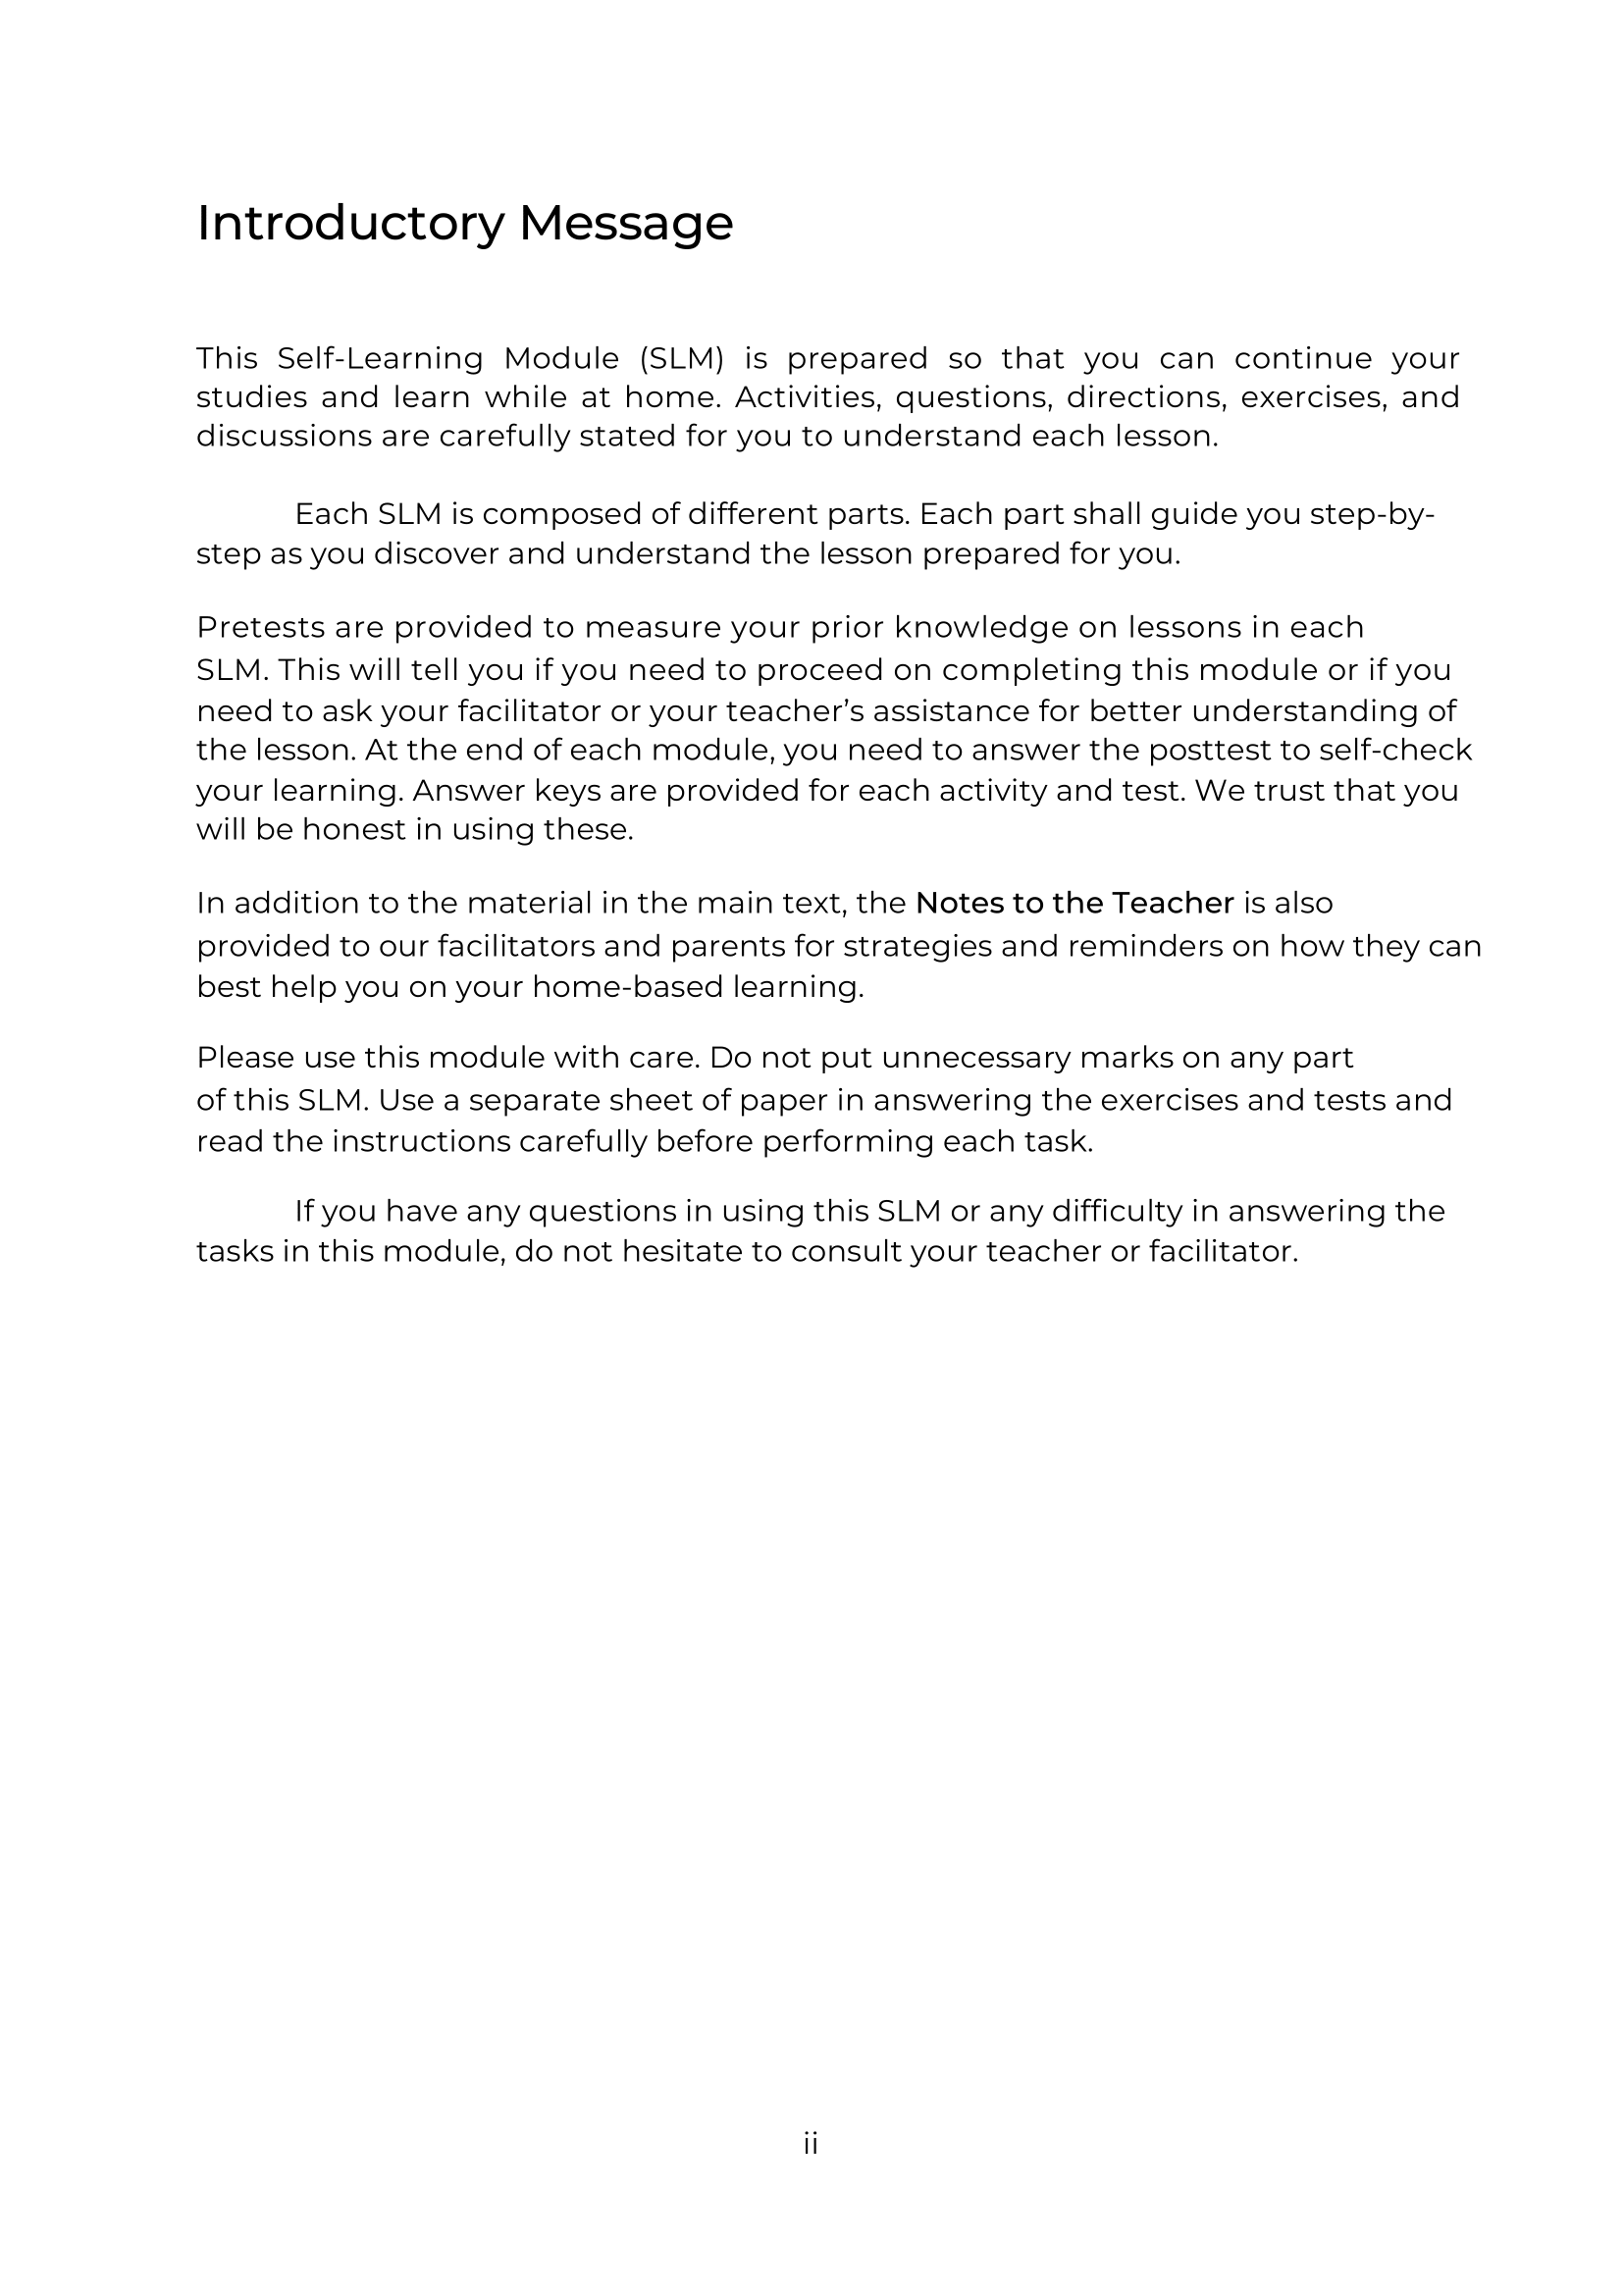 Introductory Message
This Self-Learning Module (SLM) is prepared so that you can continue your
studies and learn while at home. Activities, questions, directions, exercises, and
discussions are carefully stated for you to understand each lesson.
Each SLM is composed of different parts. Each part shall guide you step-by-
step as you discover and understand the lesson prepared for you.
Pretests are provided to measure your prior knowledge on lessons in each
SLM. This will tell you if you need to proceed on completing this module or if you
need to ask your facilitator or your teacher’s assistance for better understanding of
the lesson. At the end of each module, you need to answer the posttest to self-check
your learning. Answer keys are provided for each activity and test. We trust that you
will be honest in using these.
In addition to the material in the main text, the Notes to the Teacher is also
provided to our facilitators and parents for strategies and reminders on how they can
best help you on your home-based learning.
Please use this module with care. Do not put unnecessary marks on any part
of this SLM. Use a separate sheet of paper in answering the exercises and tests and
read the instructions carefully before performing each task.
If you have any questions in using this SLM or any difficulty in answering the
tasks in this module, do not hesitate to consult your teacher or facilitator.
ii